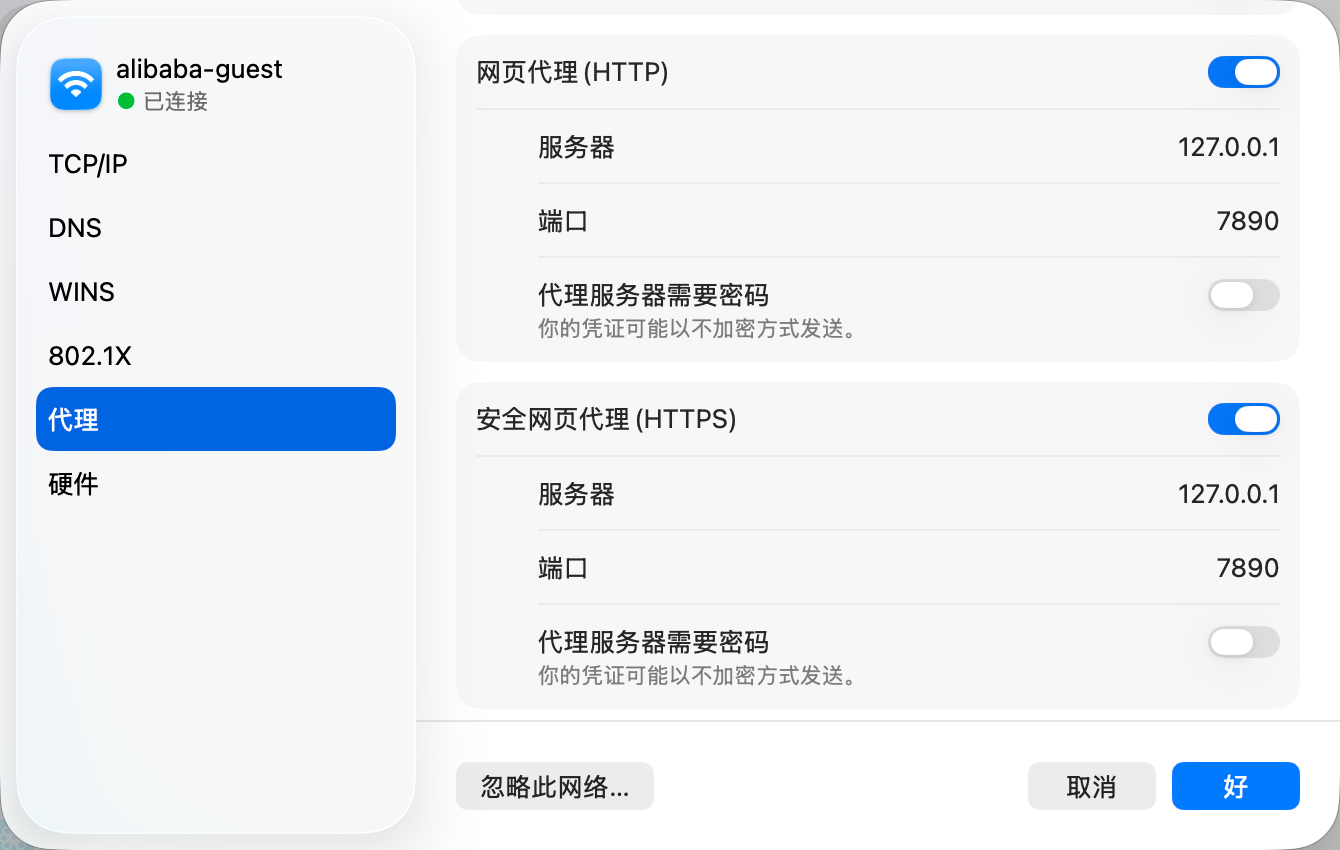 alibaba-guest
已连接
TCP/IP
DNS
WINS
802.1X
代理
硬件
网页代理(HTTP)
服务器 127.0.0.1
端口 7890
代理服务器需要密码
你的凭证可能以不加密方式发送。
安全网页代理(HTTPS)
服务器 127.0.0.1
端口 7890
代理服务器需要密码
你的凭证可能以不加密方式发送。
忽略此网络... 取消 好